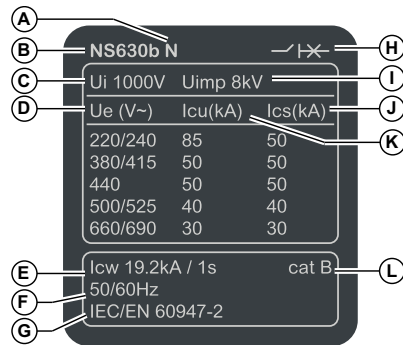 A
B NS630b N H
C Ui 1000V Uimp 8kV I
D Ue (V~) Icu(kA) Ics(kA) J
K
220/240 85 50
380/415 50 50
440 50 50
500/525 40 40
660/690 30 30
E Icw 19.2kA / 1s cat B L
F 50/60Hz
G IEC/EN 60947-2